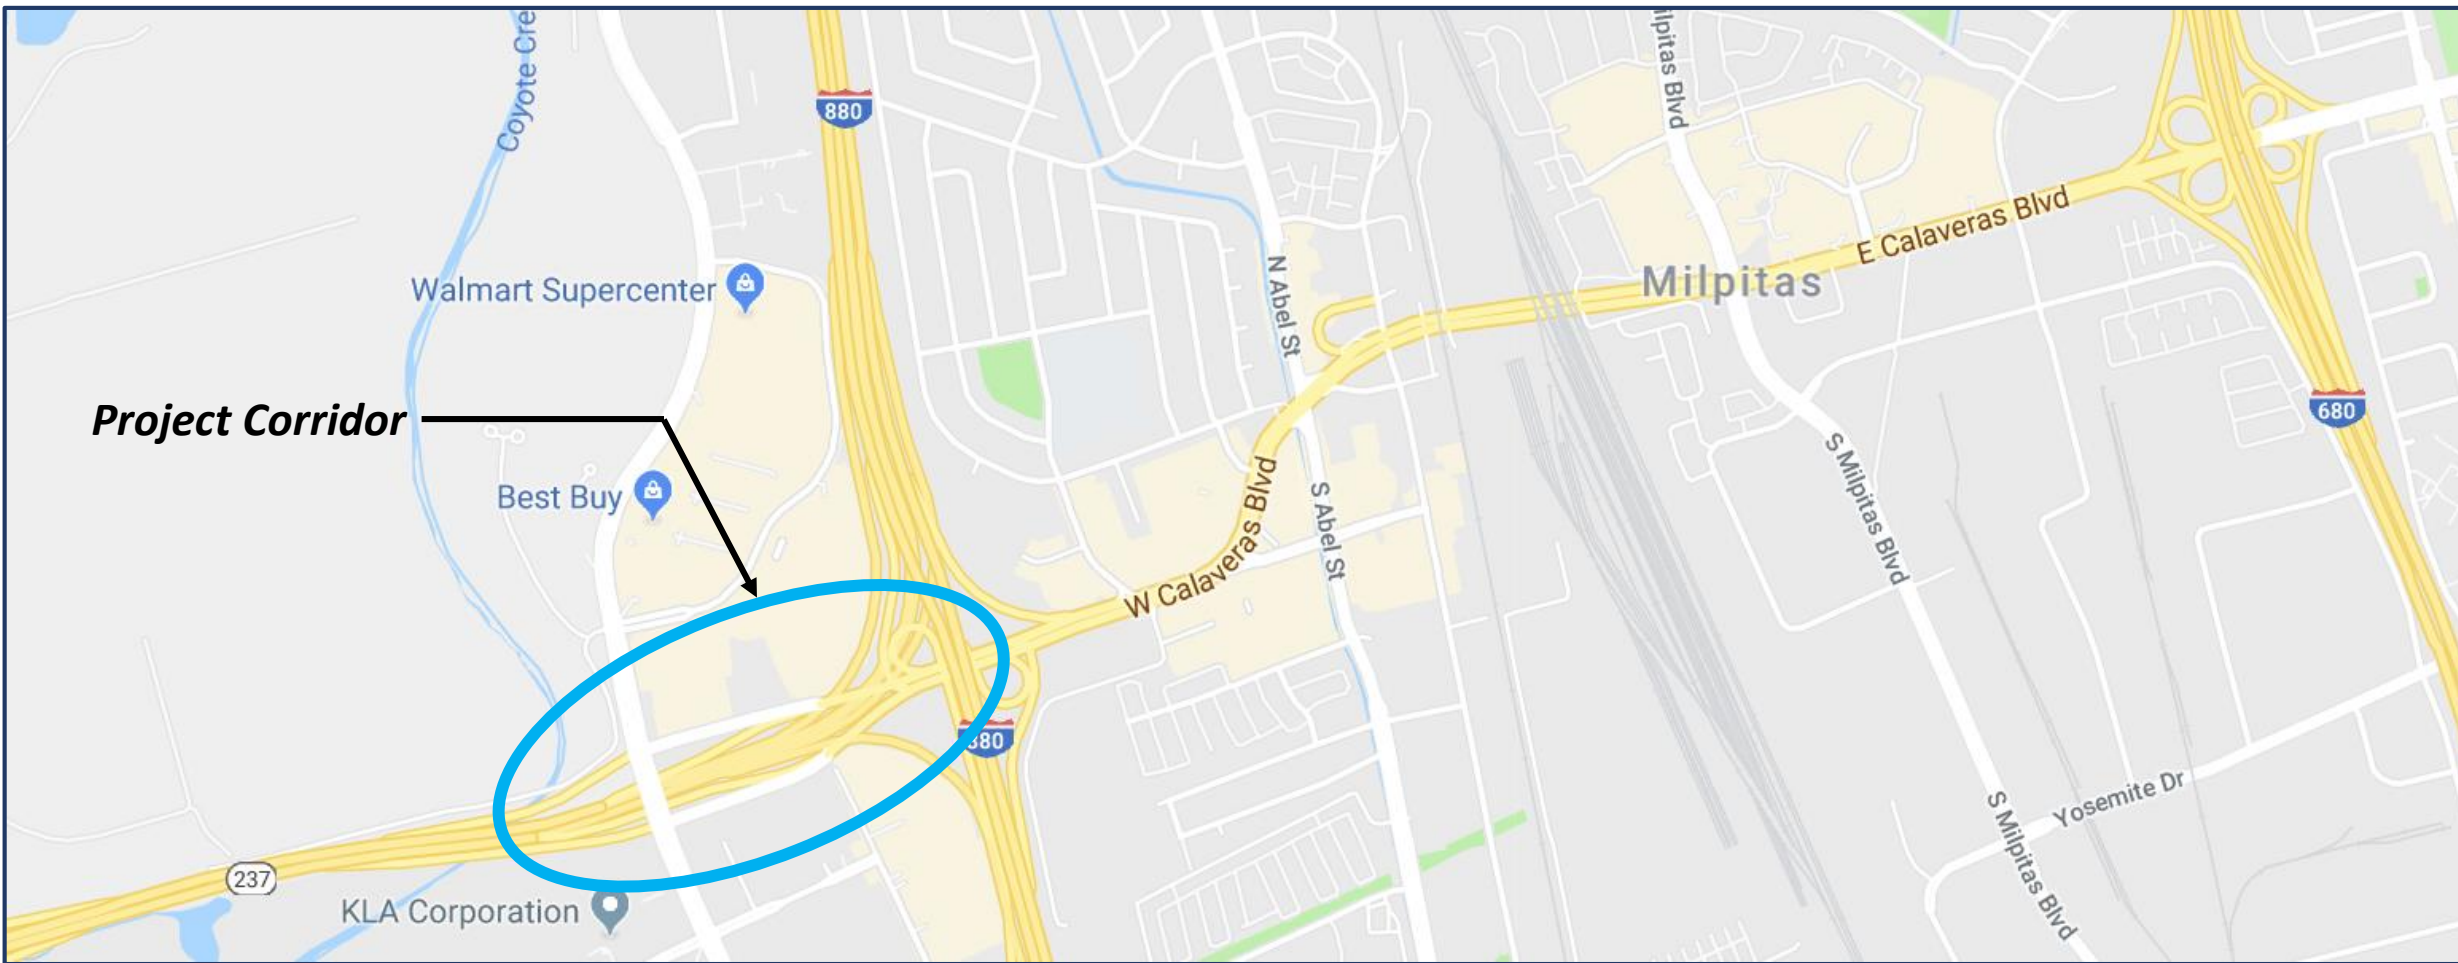 Coyote Cre
ilpitas Blvd
880
E Calaveras Blvd
Walmart Supercenter
N Abel St
Milpitas
Project Corridor
680
Best Buy
W Calaveras Blvd
S Abel St
S Milpitas Blvd
880
Yosemite Dr
S Milpitas Blvd
237
KLA Corporation